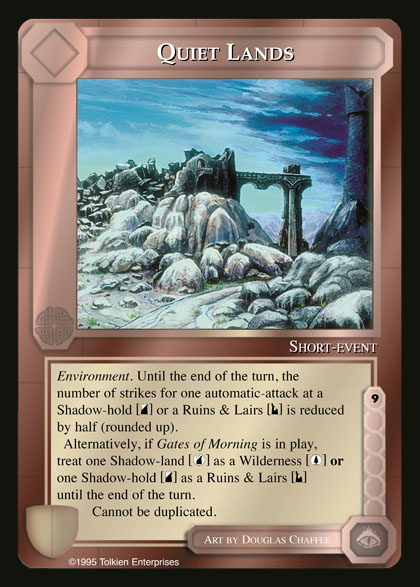 QUIET LANDS
SHORT-EVENT
Environment. Until the end of the turn, the
number of strikes for one automatic-attack at a
Shadow-hold [] or a Ruins & Lairs [] is reduced
by half (rounded up).
Alternatively, if Gates of Morning is in play,
treat one Shadow-land [] as a Wilderness [] or
one Shadow-hold [] as a Ruins & Lairs []
until the end of the turn.
Cannot be duplicated.
9
ART BY DOUGLAS CHAFFEE
©1995 Tolkien Enterprises